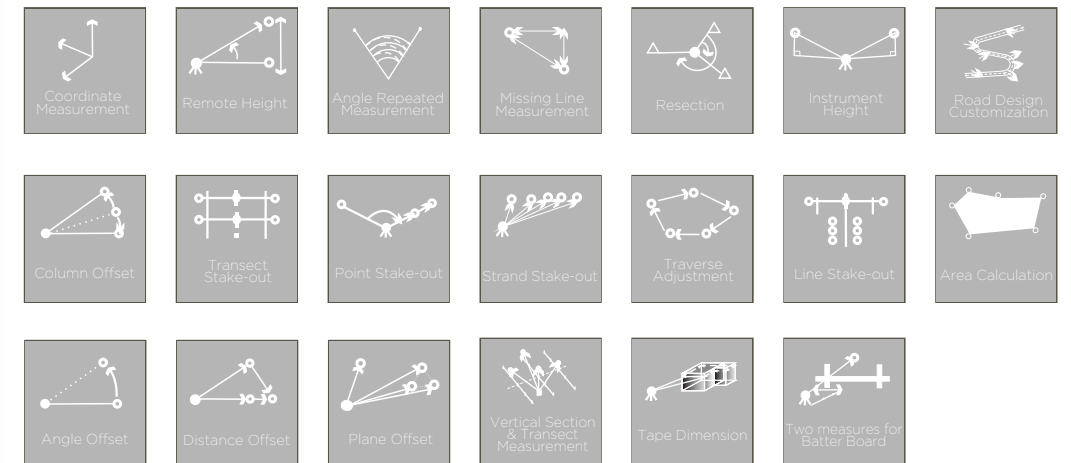 Coordinate
Measurement
Remote Height
Angle Repeated
Measurement
Missing Line
Measurement
Resection
Instrument
Height
Road Design
Customization
Column Offset
Transect
Stake-out
Point Stake-out
Strand Stake-out
Traverse
Adjustment
Line Stake-out
Area Calculation
Angle Offset
Distance Offset
Plane Offset
Vertical Section
& Transect
Measurement
Tape Dimension
Two measures for
Batter Board